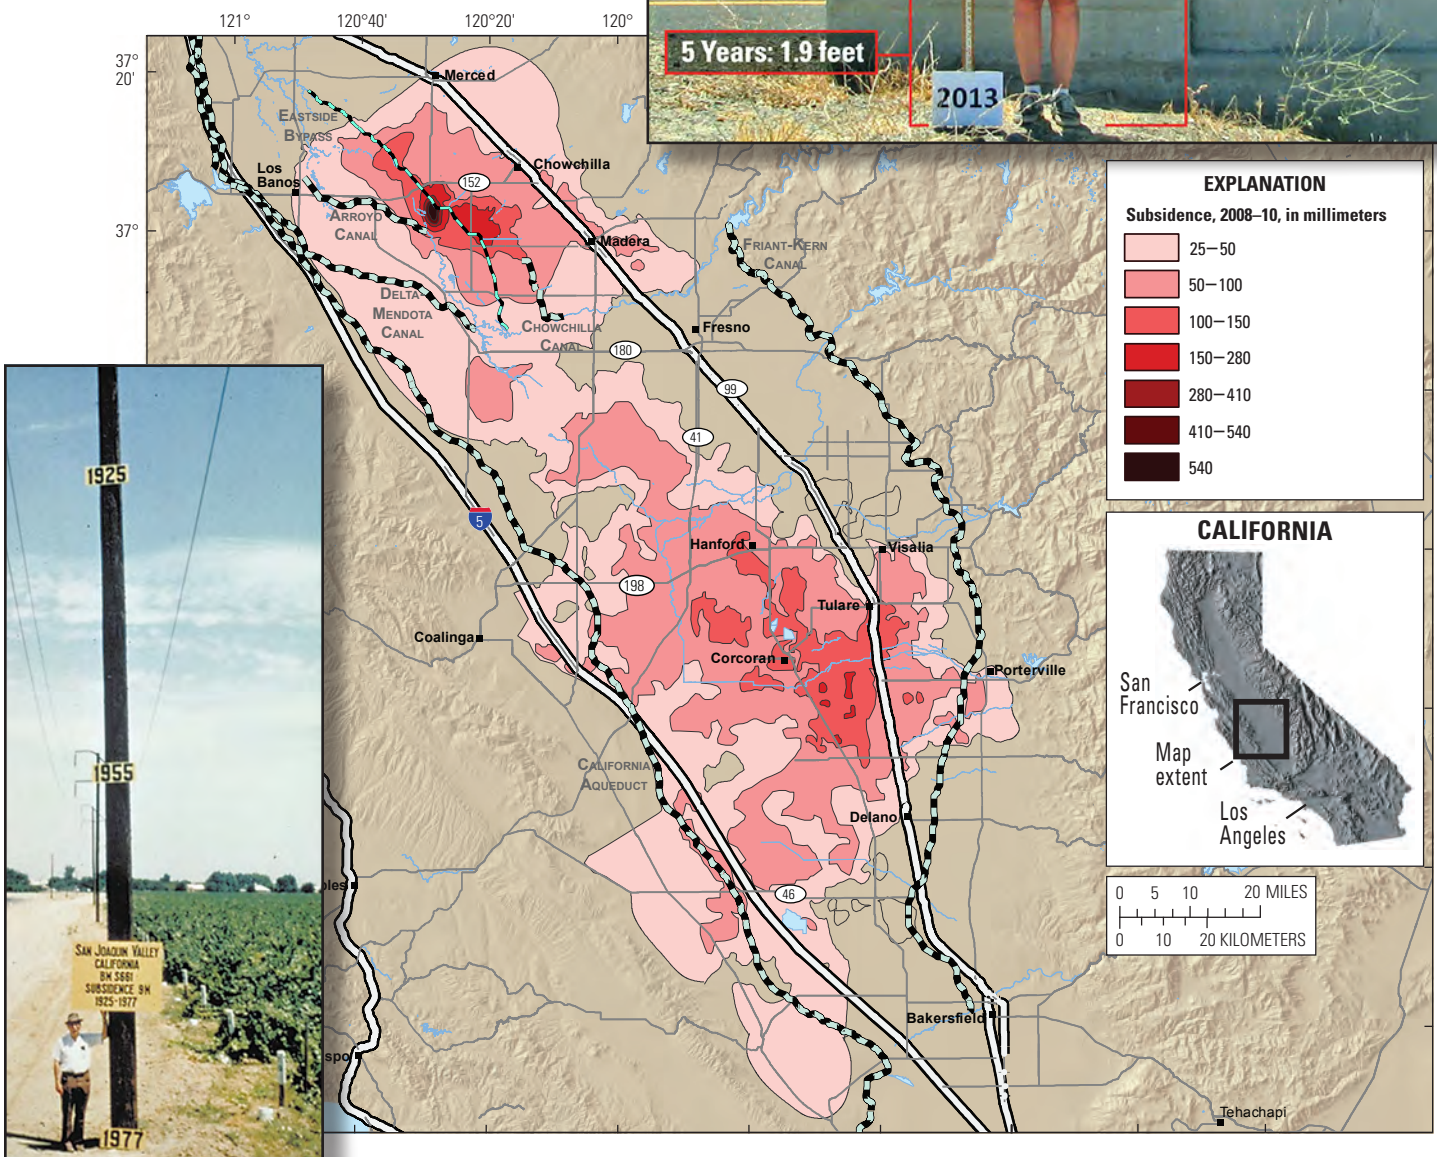 121°
120°40'
120°20'
120°
37°
20'
37°
5 Years: 1.9 feet
2013
Merced
EASTSIDE
BYPASS
Chowchilla
Los
Banos
152
ARROYO
CANAL
Madera
FRIANT-KERN
CANAL
DELTA-
MENDOTA
CANAL
CHOWCHILLA
CANAL
Fresno
180
99
41
5
Hanford
Visalia
198
Tulare
Coalinga
Corcoran
Porterville
CALIFORNIA
AQUEDUCT
Delano
46
bles
Bakersfield
spo
Tehachapi
EXPLANATION
Subsidence, 2008–10, in millimeters
25–50
50–100
100–150
150–280
280–410
410–540
540
CALIFORNIA
San
Francisco
Map
extent
Los
Angeles
0 5 10 20 MILES
0 10 20 KILOMETERS
1925
1955
SAN JOAQUIN VALLEY
CALIFORNIA
BM S661
SUBSIDENCE 9M
1925-1977
1977